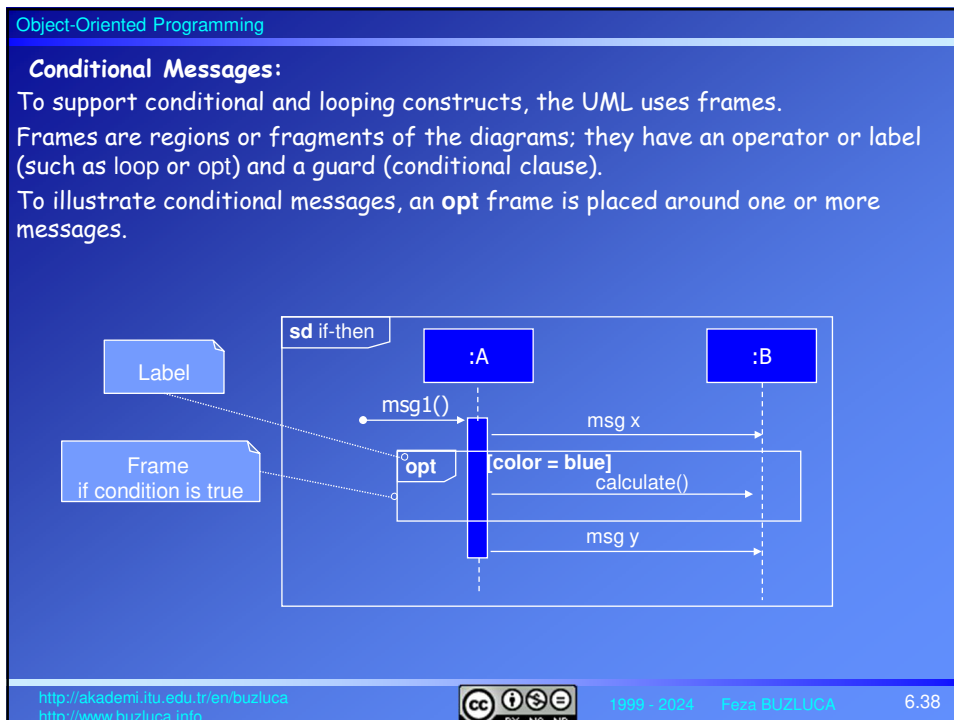 Object-Oriented Programming
Conditional Messages:
To support conditional and looping constructs, the UML uses frames.
Frames are regions or fragments of the diagrams; they have an operator or label
(such as loop or opt) and a guard (conditional clause).
To illustrate conditional messages, an opt frame is placed around one or more
messages.
sd if-then
:A
:B
Label
msg1()
msg x
Frame
if condition is true
opt
[color = blue]
calculate()
msg y
http://akademi.itu.edu.tr/en/buzluca
http://www.buzluca.info
cc
BY NC ND
1999 - 2024 Feza BUZLUCA
6.38